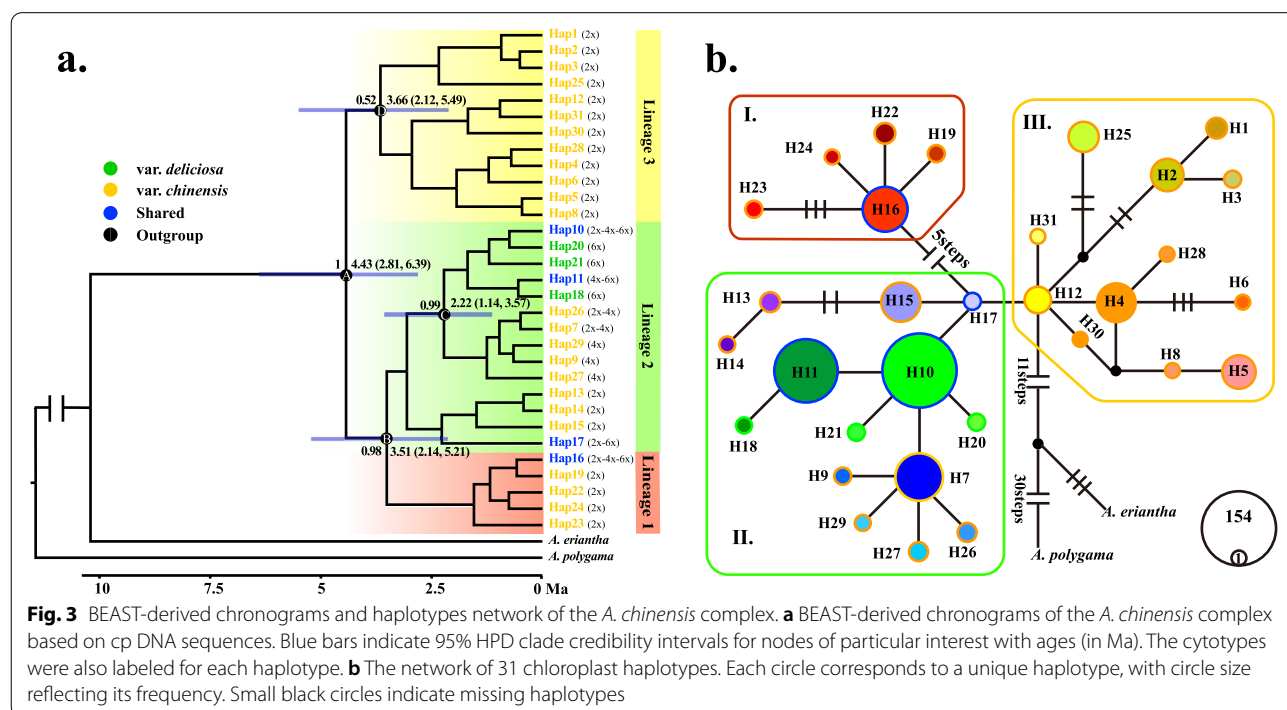 a.
Hap1 (2x)
Hap2 (2x)
Hap3 (2x)
Hap25 (2x)
Hap12 (2x)
Hap31 (2x)
Hap30 (2x)
Hap28 (2x)
Hap4 (2x)
Hap6 (2x)
Hap5 (2x)
Hap8 (2x)
Hap10 (2x-4x-6x)
Hap20 (6x)
Hap21 (6x)
Hap11 (4x-6x)
Hap18 (6x)
Hap26 (2x-4x)
Hap7 (2x-4x)
Hap29 (4x)
Hap9 (4x)
Hap27 (4x)
Hap13 (2x)
Hap14 (2x)
Hap15 (2x)
Hap17 (2x-6x)
Hap16 (2x-4x-6x)
Hap19 (2x)
Hap22 (2x)
Hap24 (2x)
Hap23 (2x)
A. eriantha
A. polygama
Lineage 3
Lineage 2
Lineage 1
var. deliciosa
var. chinensis
Shared
Outgroup
0.52 D 3.66 (2.12, 5.49)
1 A 4.43 (2.81, 6.39)
0.99 C 2.22 (1.14, 3.57)
0.98 B 3.51 (2.14, 5.21)
10 7.5 5 2.5 0 Ma
b.
I.
H22
H24
H19
H23
H16
5steps
III.
H25
H1
H2
H3
H31
H12
H28
H4
H6
H30
H8
H5
II.
H13
H15
H17
H14
H11
H10
H18
H21
H20
H9
H7
H29
H27
H26
11steps
30steps
A. eriantha
A. polygama
154
1
Fig. 3 BEAST-derived chronograms and haplotypes network of the A. chinensis complex. a BEAST-derived chronograms of the A. chinensis complex
based on cp DNA sequences. Blue bars indicate 95% HPD clade credibility intervals for nodes of particular interest with ages (in Ma). The cytotypes
were also labeled for each haplotype. b The network of 31 chloroplast haplotypes. Each circle corresponds to a unique haplotype, with circle size
reflecting its frequency. Small black circles indicate missing haplotypes